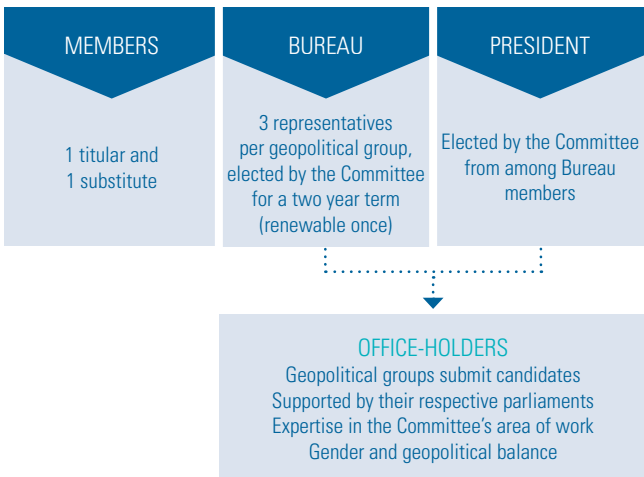 MEMBERS
1 titular and
1 substitute
BUREAU
3 representatives
per geopolitical group,
elected by the Committee
for a two year term
(renewable once)
PRESIDENT
Elected by the Committee
from among Bureau
members
OFFICE-HOLDERS
Geopolitical groups submit candidates
Supported by their respective parliaments
Expertise in the Committee's area of work
Gender and geopolitical balance